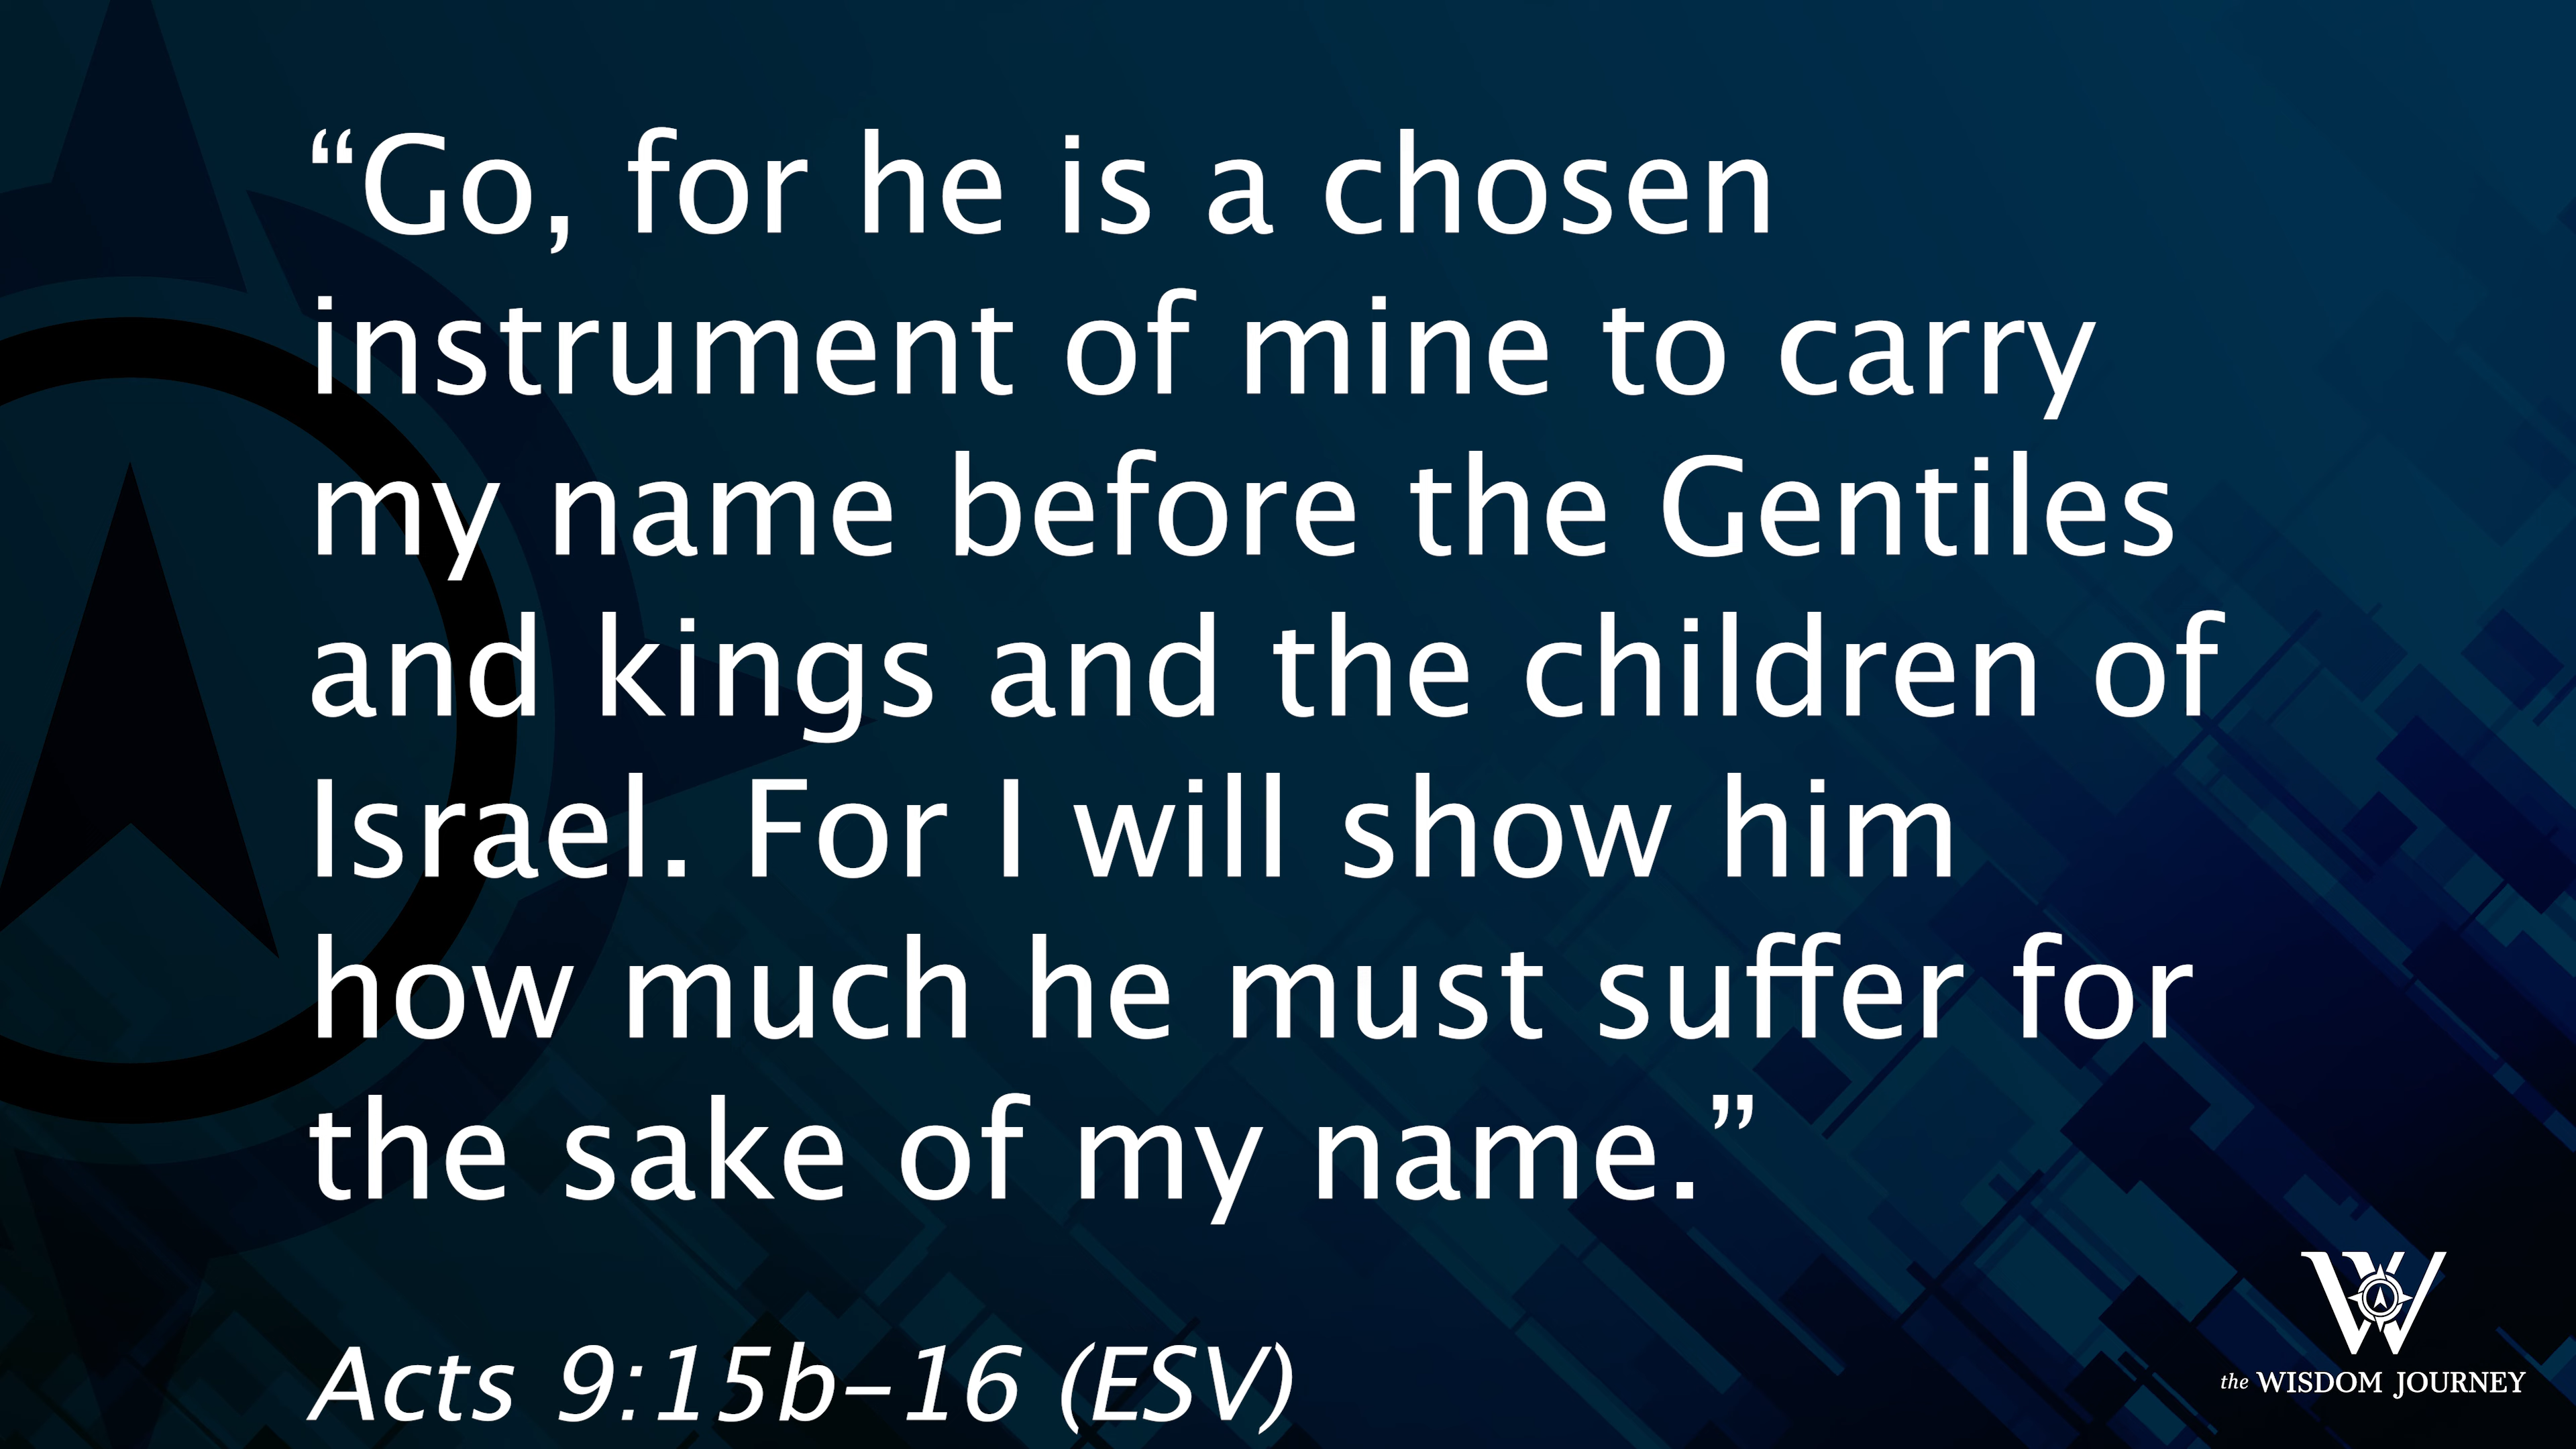 “Go, for he is a chosen
instrument of mine to carry
my name before the Gentiles
and kings and the children of
Israel. For I will show him
how much he must suffer for
the sake of my name.”
Acts 9:15b–16 (ESV)
W
the WISDOM JOURNEY